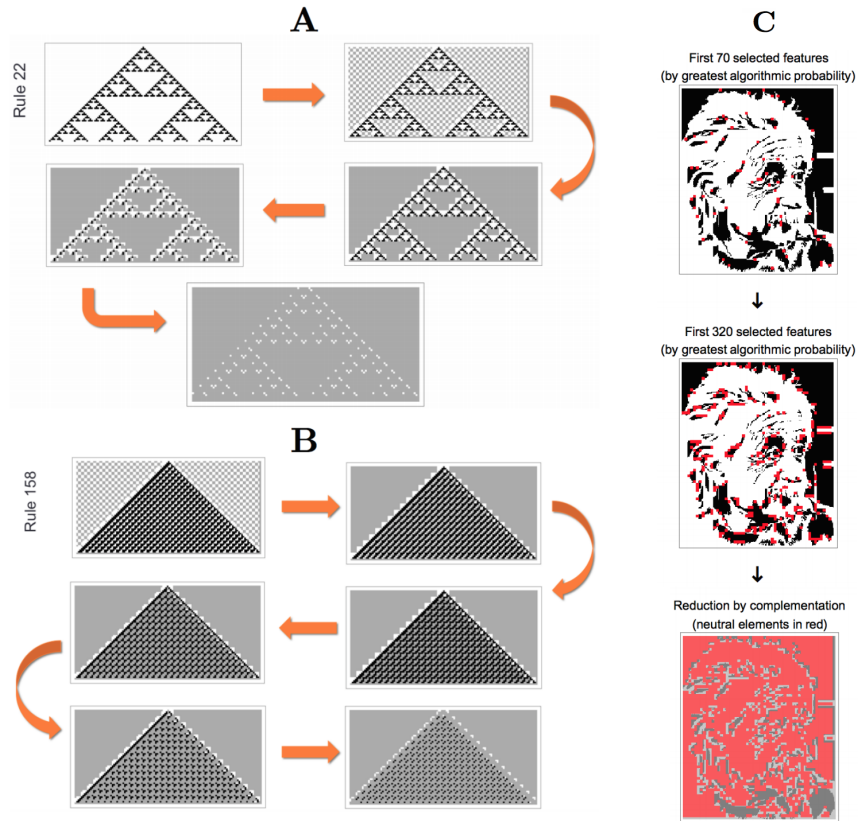 A
Rule 22
B
Rule 158
C
First 70 selected features
(by greatest algorithmic probability)
First 320 selected features
(by greatest algorithmic probability)
Reduction by complementation
(neutral elements in red)